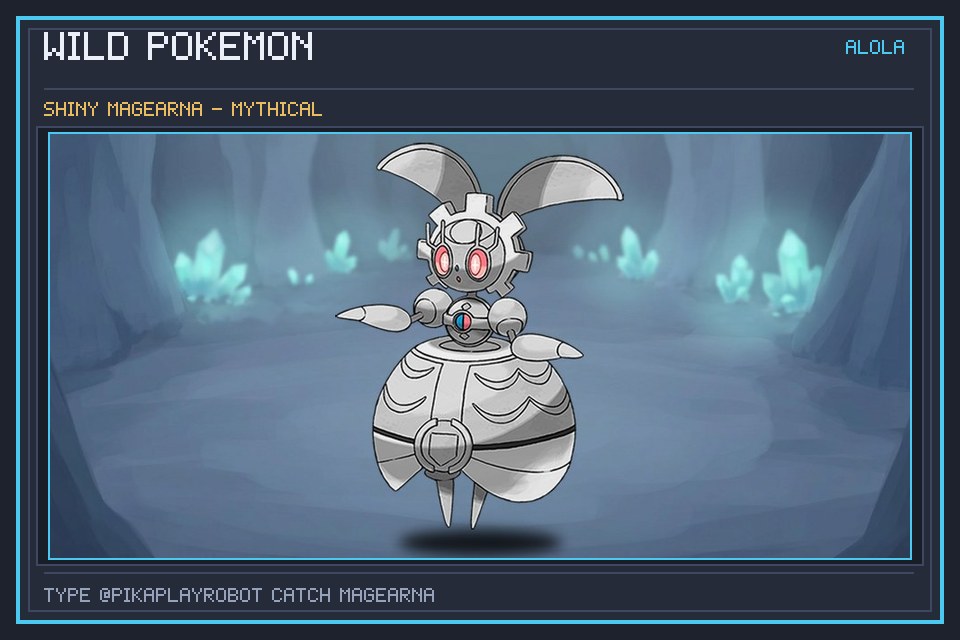 WILD POKEMON
ALOLA
SHINY MAGEARNA - MYTHICAL
TYPE @PIKAPLAYROBOT CATCH MAGEARNA